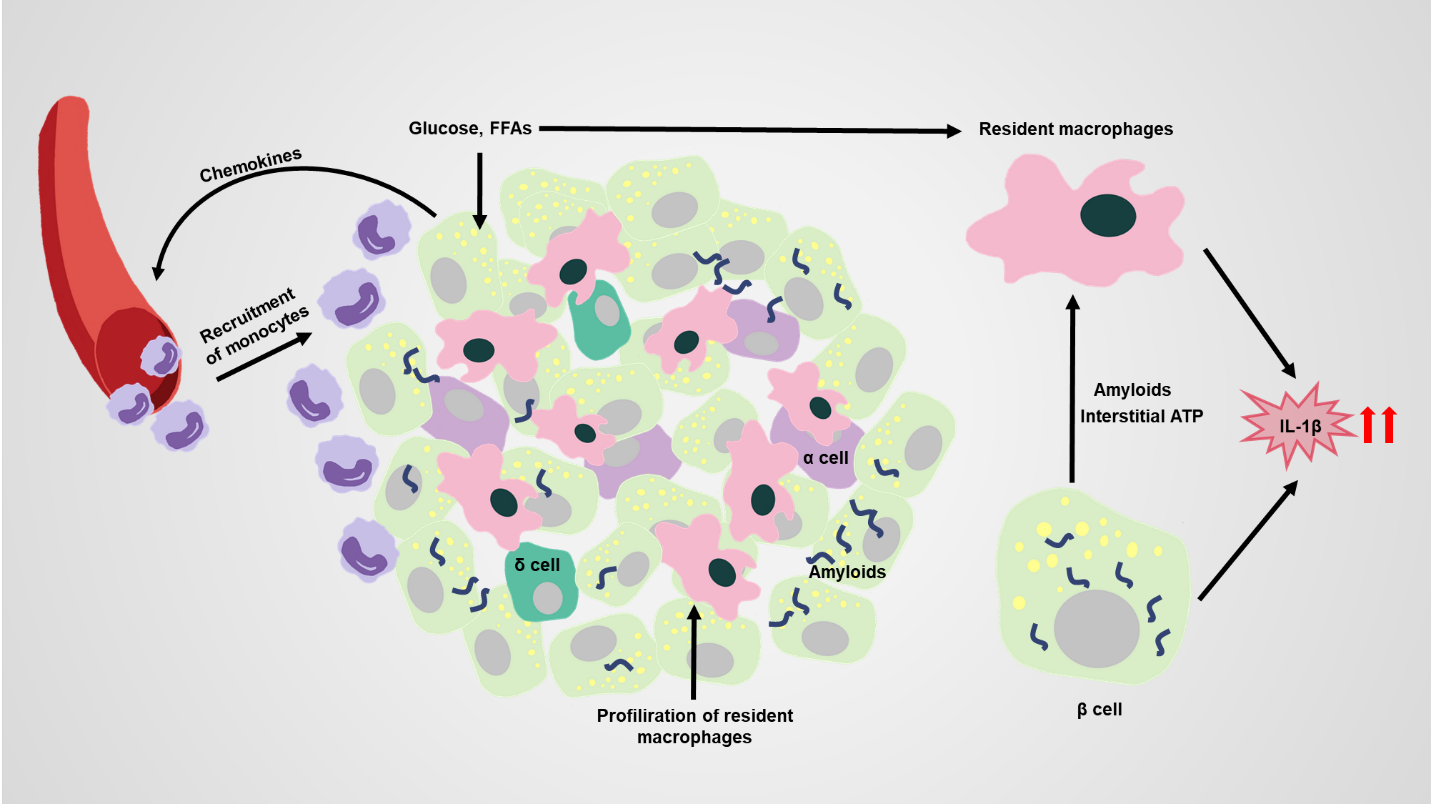 Glucose, FFAs
Resident macrophages
Chemokines
Recruitment
of monocytes
Amyloids
Interstitial ATP
IL-1β
α cell
δ cell
Amyloids
β cell
Profiliration of resident
macrophages